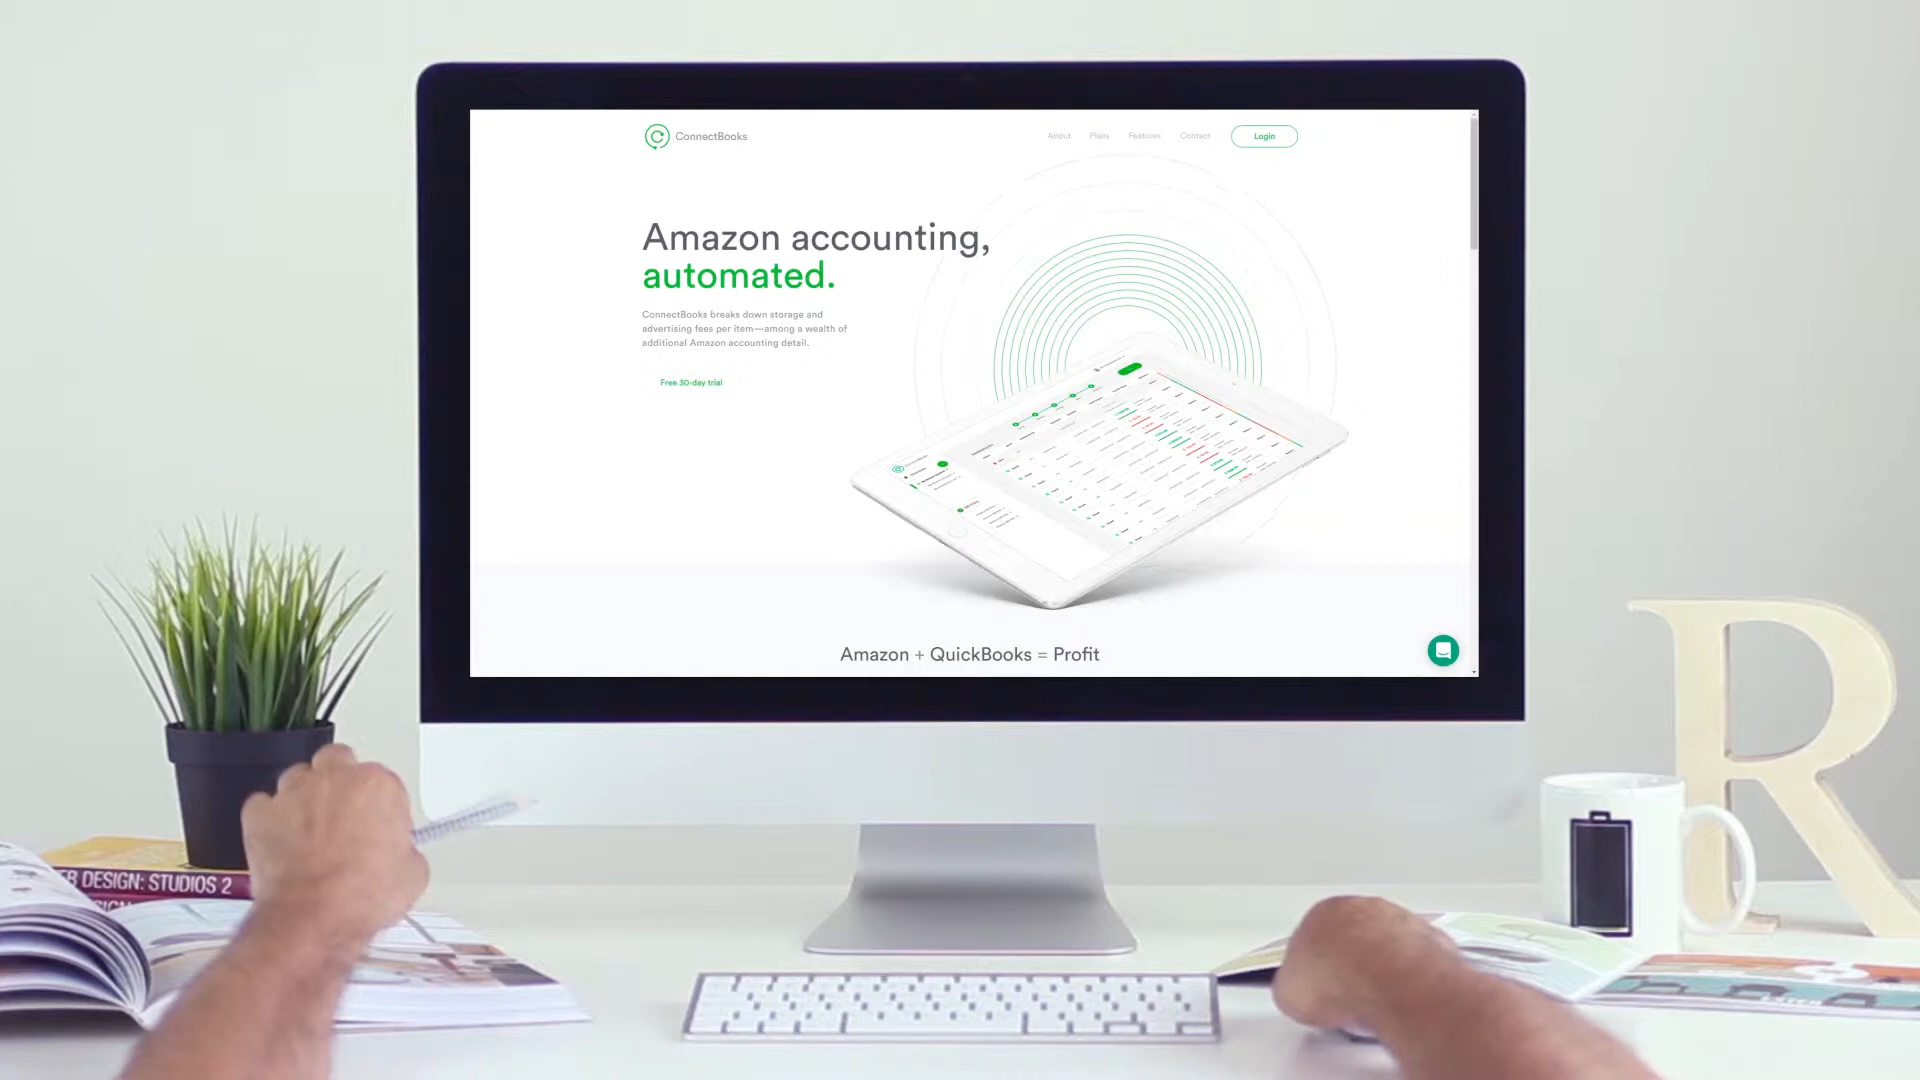 ConnectBooks
About Plans Features Contact Login
Amazon accounting,
automated.
ConnectBooks breaks down storage and
advertising fees per item—among a wealth of
additional Amazon accounting detail.
Free 30-day trial
Amazon + QuickBooks = Profit
DESIGN: STUDIOS 2
R